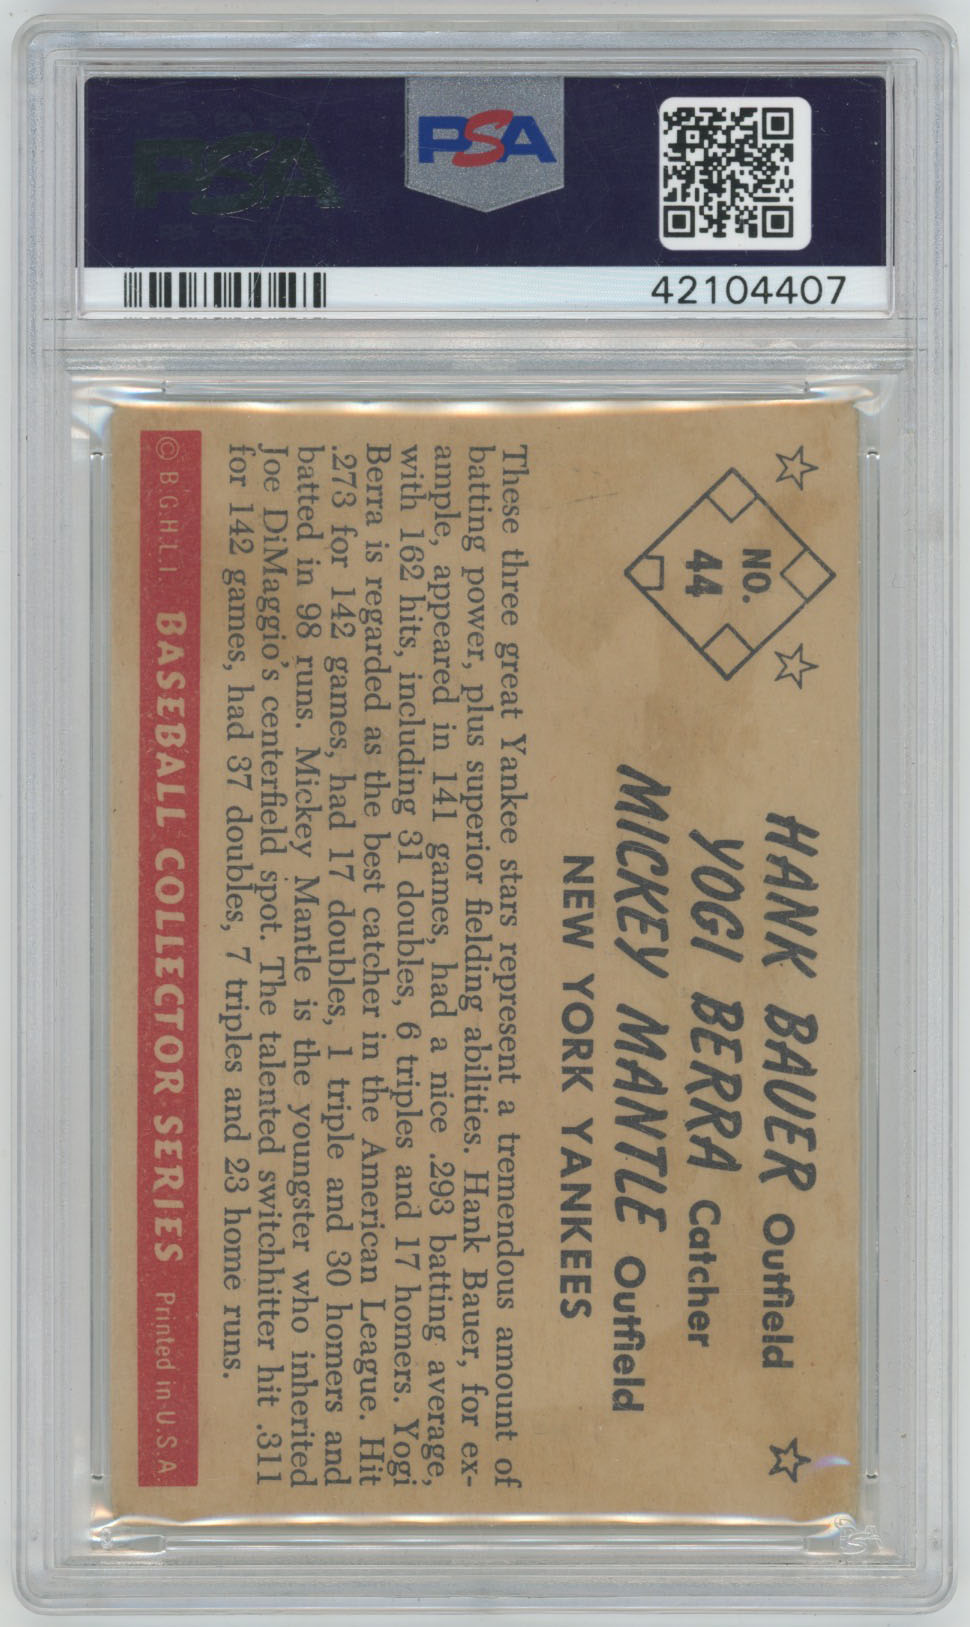 PSA
PSA
42104407
NO.
44
HANK BAUER Outfield
YOGI BERRA Catcher
MICKEY MANTLE Outfield
NEW YORK YANKEES
These three great Yankee stars represent a tremendous amount of
batting power, plus superior fielding abilities. Hank Bauer, for ex-
ample, appeared in 141 games, had a nice .293 batting average,
with 162 hits, including 31 doubles, 6 triples and 17 homers. Yogi
Berra is regarded as the best catcher in the American League. Hit
.273 for 142 games, had 17 doubles, 1 triple and 30 homers and
batted in 98 runs. Mickey Mantle is the youngster who inherited
Joe DiMaggio's centerfield spot. The talented switchhitter hit .311
for 142 games, had 37 doubles, 7 triples and 23 home runs.
© B.G.H.L.I. BASEBALL COLLECTOR SERIES Printed in U.S.A.
PSA